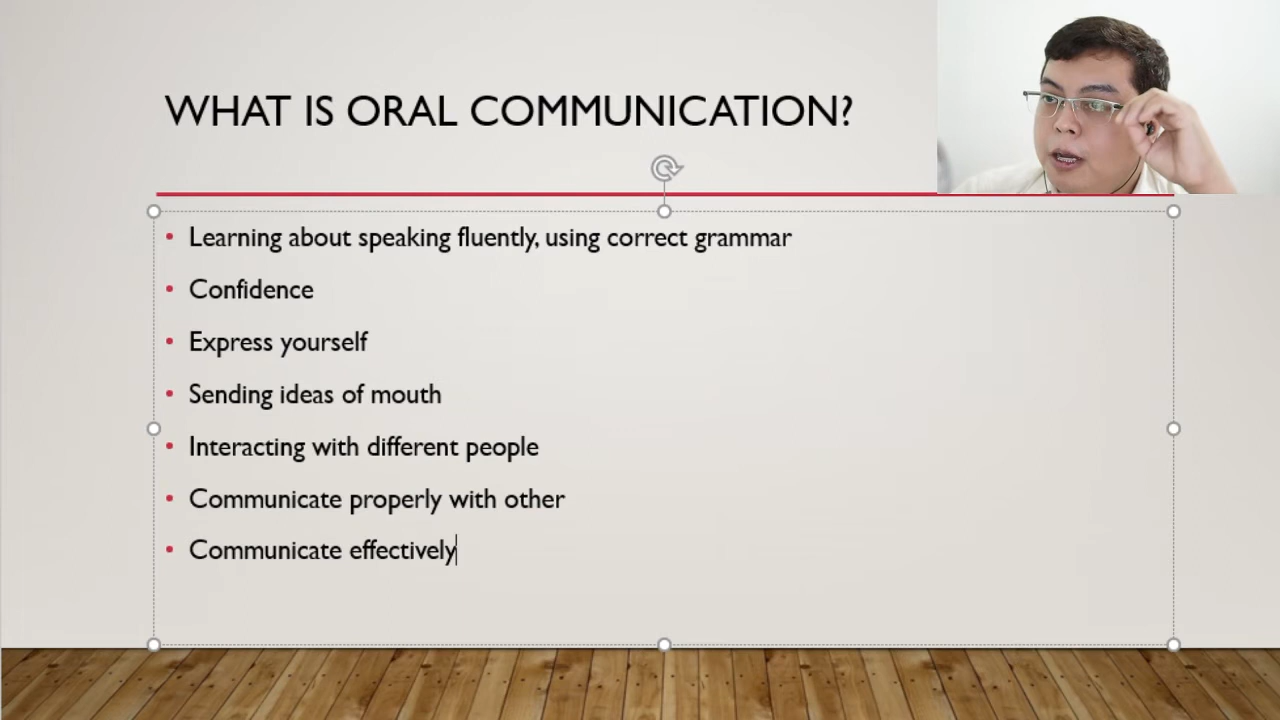 WHAT IS ORAL COMMUNICATION?
• Learning about speaking fluently, using correct grammar
• Confidence
• Express yourself
• Sending ideas of mouth
• Interacting with different people
• Communicate properly with other
• Communicate effectively